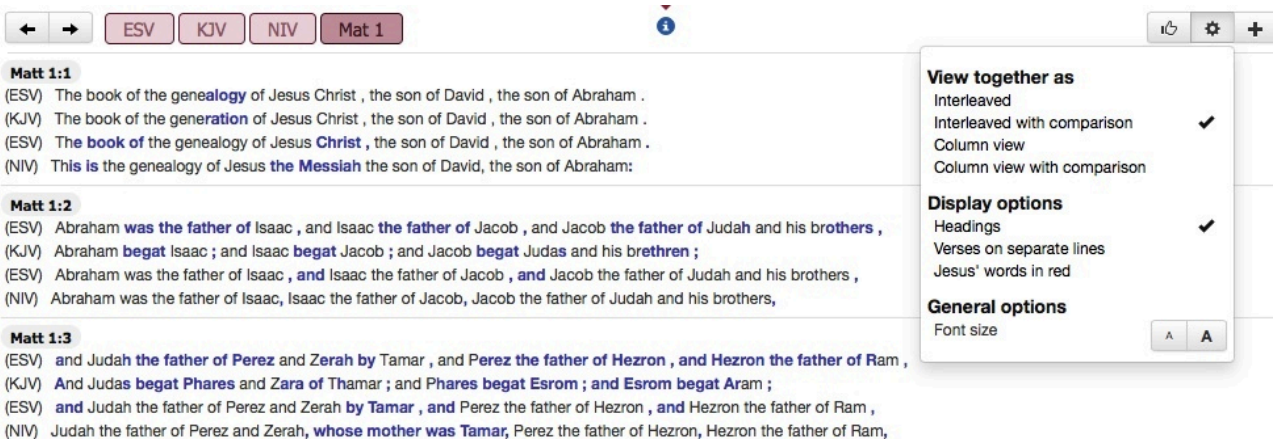 ESV KJV NIV Mat 1
Matt 1:1
(ESV) The book of the genealogy of Jesus Christ , the son of David , the son of Abraham .
(KJV) The book of the generation of Jesus Christ , the son of David , the son of Abraham .
(ESV) The book of the genealogy of Jesus Christ , the son of David , the son of Abraham .
(NIV) This is the genealogy of Jesus the Messiah the son of David, the son of Abraham:
Matt 1:2
(ESV) Abraham was the father of Isaac , and Isaac the father of Jacob , and Jacob the father of Judah and his brothers ,
(KJV) Abraham begat Isaac ; and Isaac begat Jacob ; and Jacob begat Judas and his brethren ;
(ESV) Abraham was the father of Isaac , and Isaac the father of Jacob , and Jacob the father of Judah and his brothers ,
(NIV) Abraham was the father of Isaac, Isaac the father of Jacob, Jacob the father of Judah and his brothers,
Matt 1:3
(ESV) and Judah the father of Perez and Zerah by Tamar , and Perez the father of Hezron , and Hezron the father of Ram ,
(KJV) And Judas begat Phares and Zara of Thamar ; and Phares begat Esrom ; and Esrom begat Aram ;
(ESV) and Judah the father of Perez and Zerah by Tamar , and Perez the father of Hezron , and Hezron the father of Ram ,
(NIV) Judah the father of Perez and Zerah, whose mother was Tamar, Perez the father of Hezron, Hezron the father of Ram,
View together as
Interleaved
Interleaved with comparison
Column view
Column view with comparison
Display options
Headings
Verses on separate lines
Jesus' words in red
General options
Font size A A